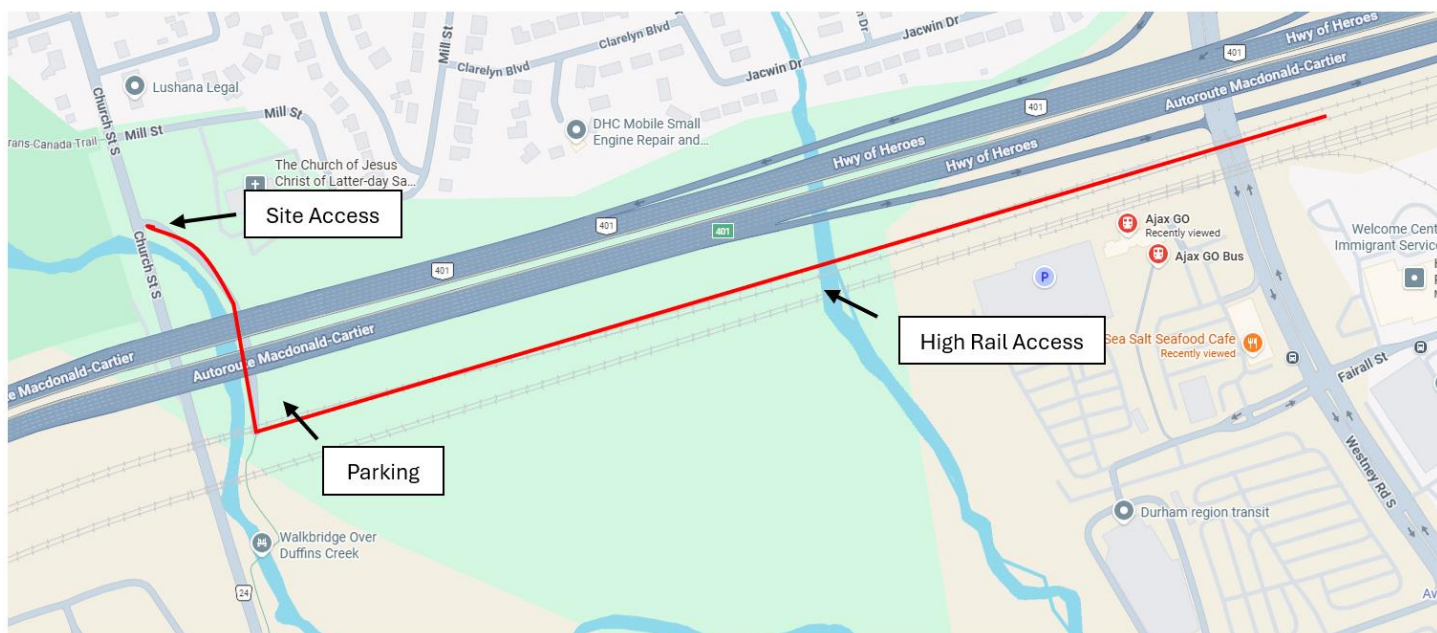 Hwy of Heroes
401
Autoroute Macdonald-Cartier
Jacwin Dr
Jacwin Dr
Clarelyn Blvd
Clarelyn Blvd
Mill St
Lushana Legal
Church St S
Mill St
Mill St
rans-Canada Trail
DHC Mobile Small
Engine Repair and...
401
Hwy of Heroes
Hwy of Heroes
The Church of Jesus
Christ of Latter-day Sa...
Site Access
401
401
401
Church St S
Autoroute Macdonald-Cartier
te Macdonald-Cartier
Ajax GO
Recently viewed
Ajax GO Bus
P
Welcome Cent
Immigrant Service
High Rail Access
Sea Salt Seafood Cafe
Recently viewed
Fairall St
Westney Rd S
Parking
Durham region transit
Walkbridge Over
Duffins Creek
24
Av